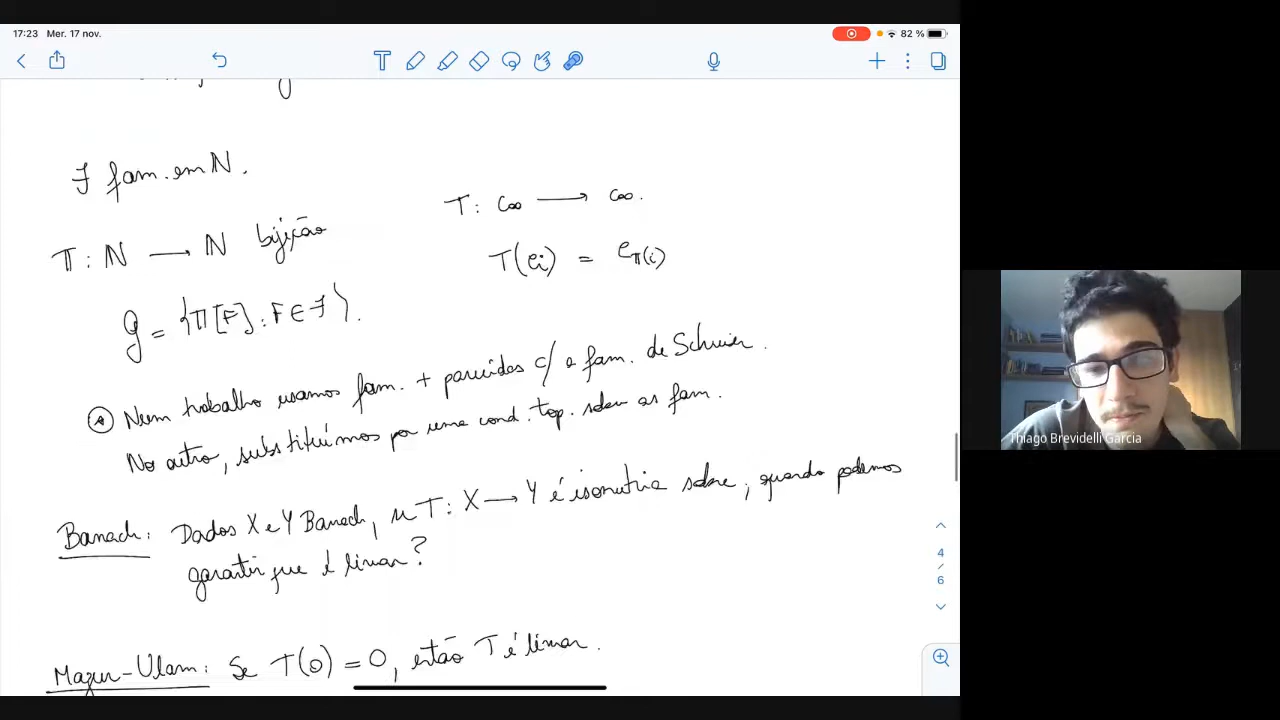 17:23 Mer. 17 nov.
82 %
F fam. em ℕ.
T: c₀₀ → c₀₀.
π: ℕ → ℕ bijeção
T(eᵢ) = e_π(i)
G = {π[F] : F ∈ F}.
⊛ Num trabalho usamos fam. + parecidas c/ a fam. de Schreier.
No outro, substituímos por uma cond. top. sobre as fam.
Banach: Dados X e Y Banach, se T: X → Y é isometria sobre, quando podemos
garantir que é linear?
4
/
6
Mazur-Ulam: Se T(0) = 0, então T é linear.
Thiago Brevidelli Garcia